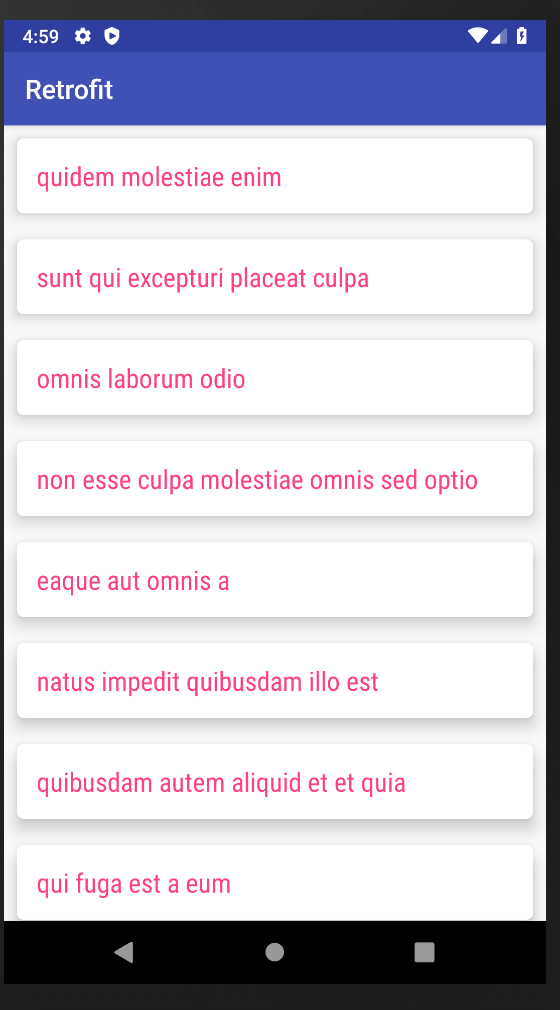 4:59
Retrofit
quidem molestiae enim
sunt qui excepturi placeat culpa
omnis laborum odio
non esse culpa molestiae omnis sed optio
eaque aut omnis a
natus impedit quibusdam illo est
quibusdam autem aliquid et et quia
qui fuga est a eum